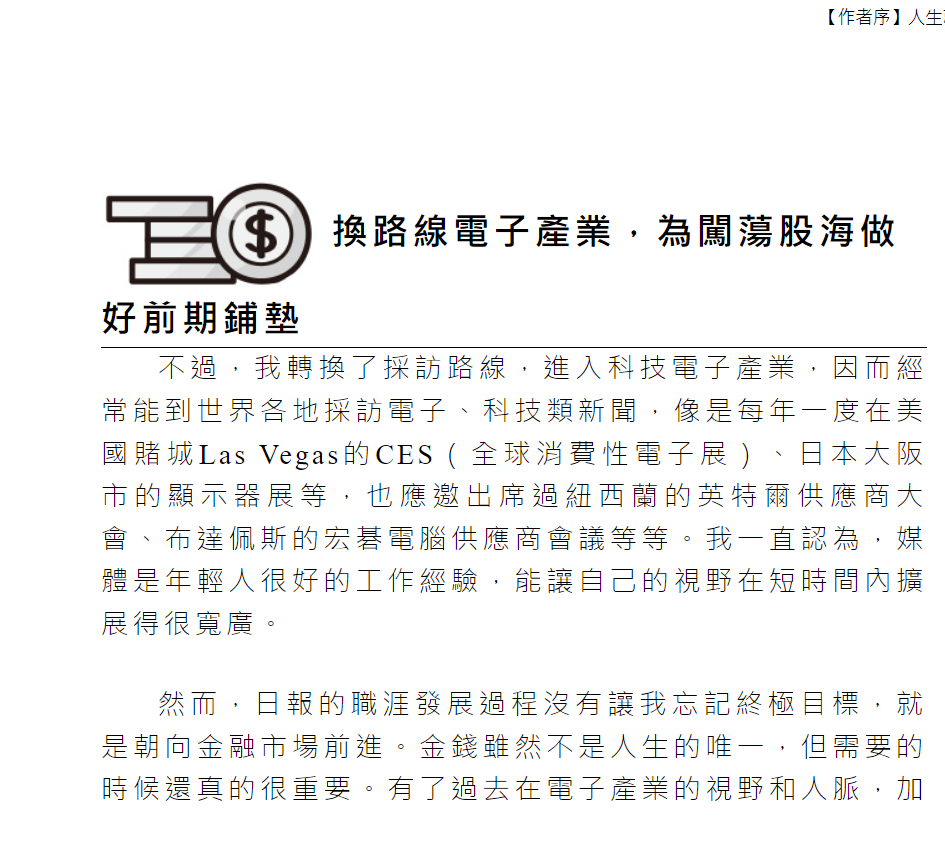 【作者序】人生
換路線電子產業，為闖蕩股海做
好前期鋪墊
不過，我轉換了採訪路線，進入科技電子產業，因而經
常能到世界各地採訪電子、科技類新聞，像是每年一度在美
國賭城Las Vegas的CES（全球消費性電子展）、日本大阪
市的顯示器展等，也應邀出席過紐西蘭的英特爾供應商大
會、布達佩斯的宏碁電腦供應商會議等等。我一直認為，媒
體是年輕人很好的工作經驗，能讓自己的視野在短時間內擴
展得很寬廣。
然而，日報的職涯發展過程沒有讓我忘記終極目標，就
是朝向金融市場前進。金錢雖然不是人生的唯一，但需要的
時候還真的很重要。有了過去在電子產業的視野和人脈，加